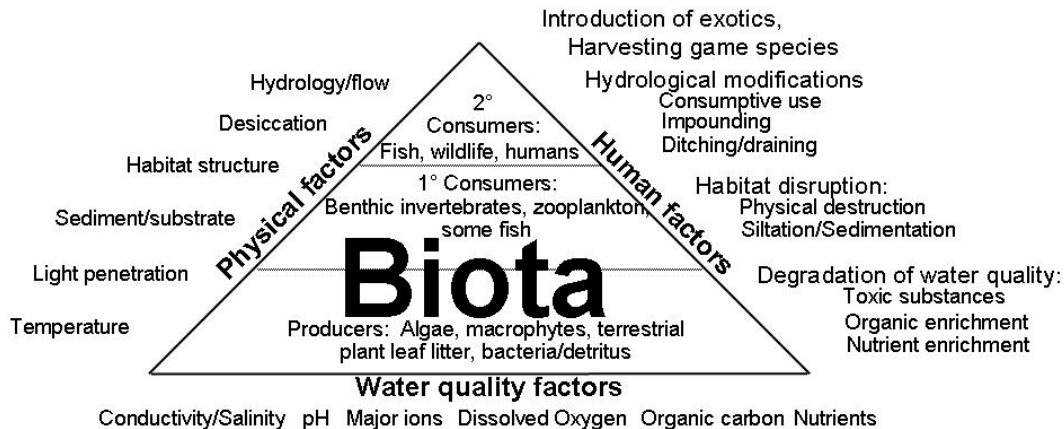 Introduction of exotics,
Harvesting game species
Hydrological modifications
Consumptive use
Impounding
Ditching/draining
Habitat disruption:
Physical destruction
Siltation/Sedimentation
Degradation of water quality:
Toxic substances
Organic enrichment
Nutrient enrichment
Human factors
Hydrology/flow
Desiccation
Habitat structure
Sediment/substrate
Light penetration
Temperature
Physical factors
2°
Consumers:
Fish, wildlife, humans
1° Consumers:
Benthic invertebrates, zooplankton,
some fish
Biota
Producers: Algae, macrophytes, terrestrial
plant leaf litter, bacteria/detritus
Water quality factors
Conductivity/Salinity pH Major ions Dissolved Oxygen Organic carbon Nutrients